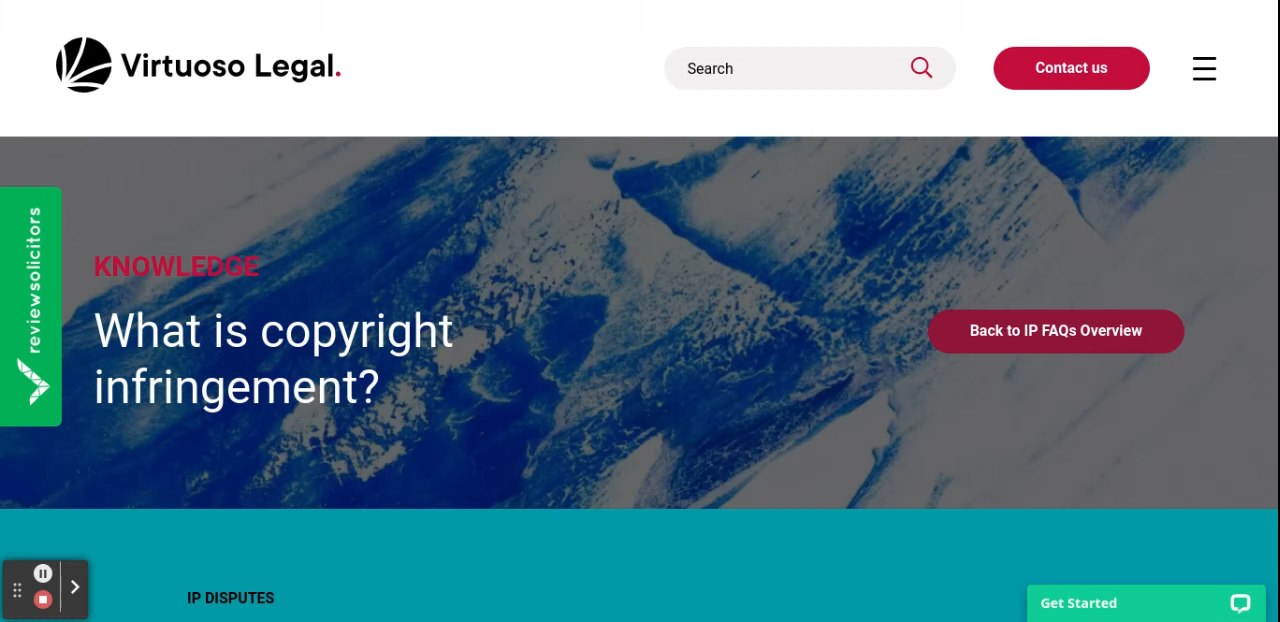 Virtuoso Legal.
Search
Contact us
reviewsolicitors
KNOWLEDGE
What is copyright
infringement?
Back to IP FAQs Overview
IP DISPUTES
Get Started